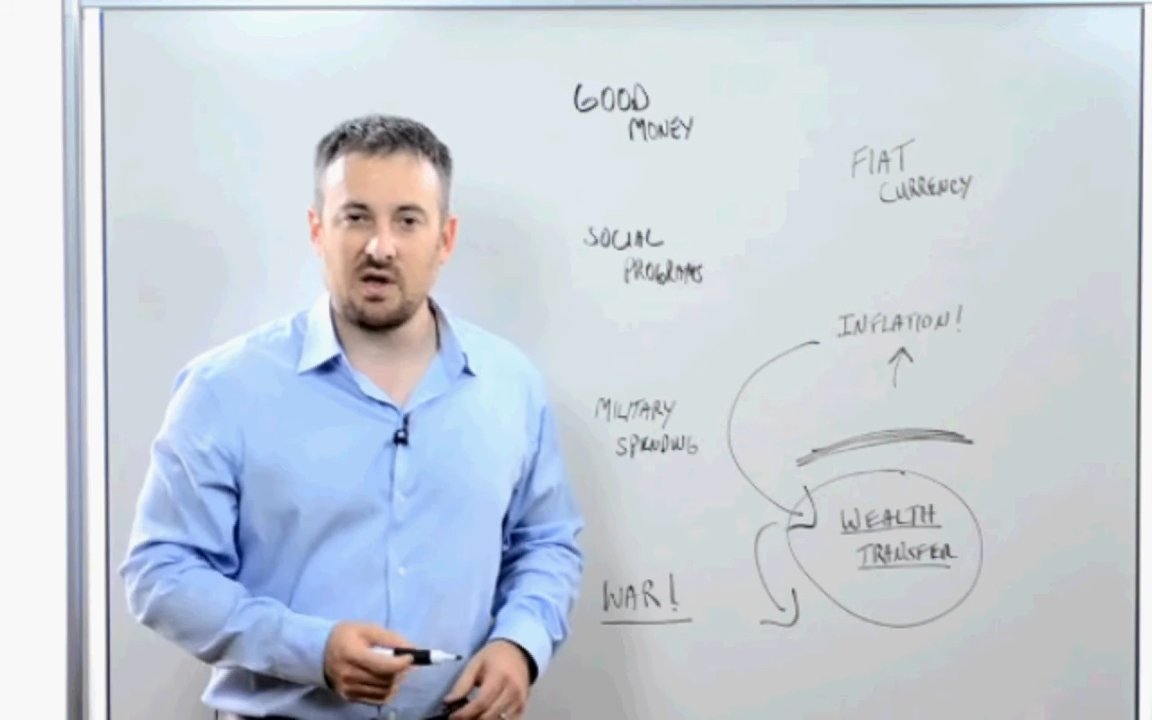 GOOD
MONEY
SOCIAL
PROGRAMS
MILITARY
SPENDING
WAR!
FIAT
CURRENCY
INFLATION!
WEALTH
TRANSFER